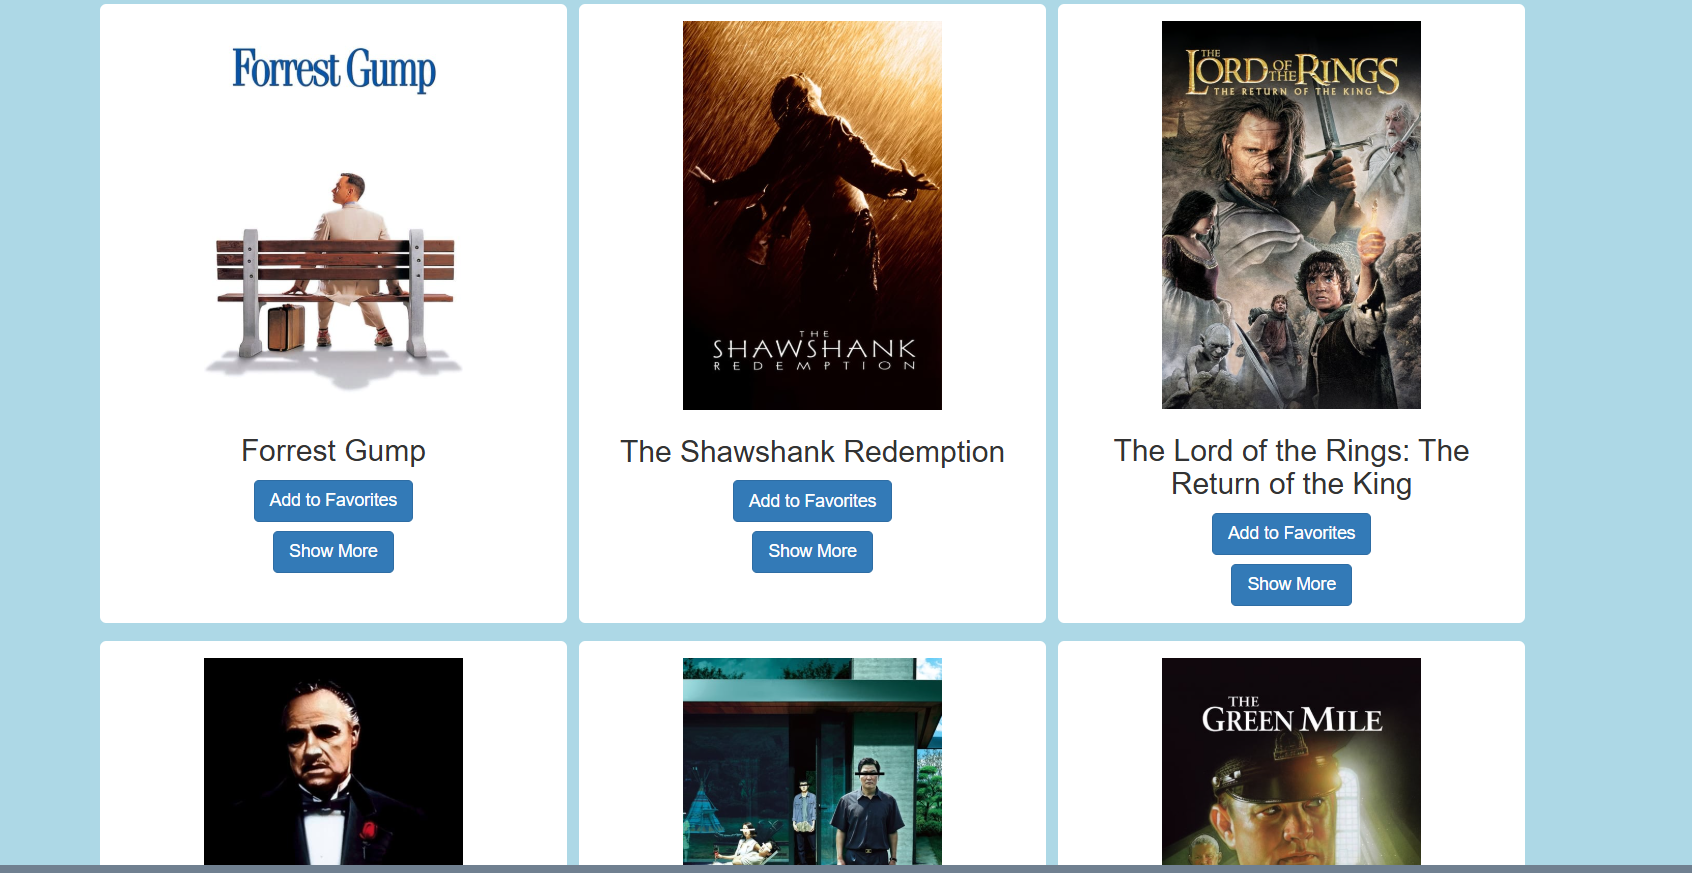 Forrest Gump
THE
SHAWSHANK
REDEMPTION
THE
LORD OF THE RINGS
THE RETURN OF THE KING
Forrest Gump
Add to Favorites
Show More
The Shawshank Redemption
Add to Favorites
Show More
The Lord of the Rings: The
Return of the King
Add to Favorites
Show More
THE
GREEN MILE